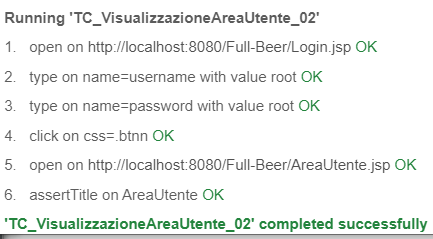 Running 'TC_VisualizzazioneAreaUtente_02'
1. open on http://localhost:8080/Full-Beer/Login.jsp OK
2. type on name=username with value root OK
3. type on name=password with value root OK
4. click on css=.btnn OK
5. open on http://localhost:8080/Full-Beer/AreaUtente.jsp OK
6. assertTitle on AreaUtente OK
'TC_VisualizzazioneAreaUtente_02' completed successfully